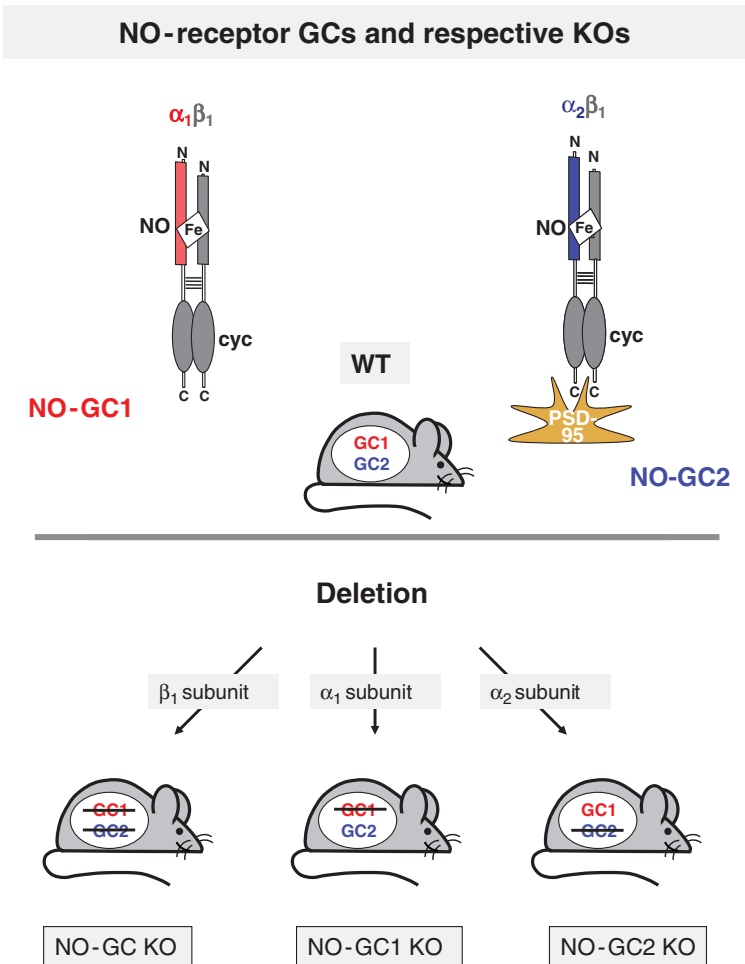 NO-receptor GCs and respective KOs
α1β1
α2β1
N
N
N
N
NO
Fe
NO
Fe
cyc
cyc
C C
C C
WT
NO-GC1
PSD-
95
GC1
GC2
NO-GC2
Deletion
β1 subunit
α1 subunit
α2 subunit
GC1
GC2
GC1
GC2
GC1
GC2
NO-GC KO
NO-GC1 KO
NO-GC2 KO